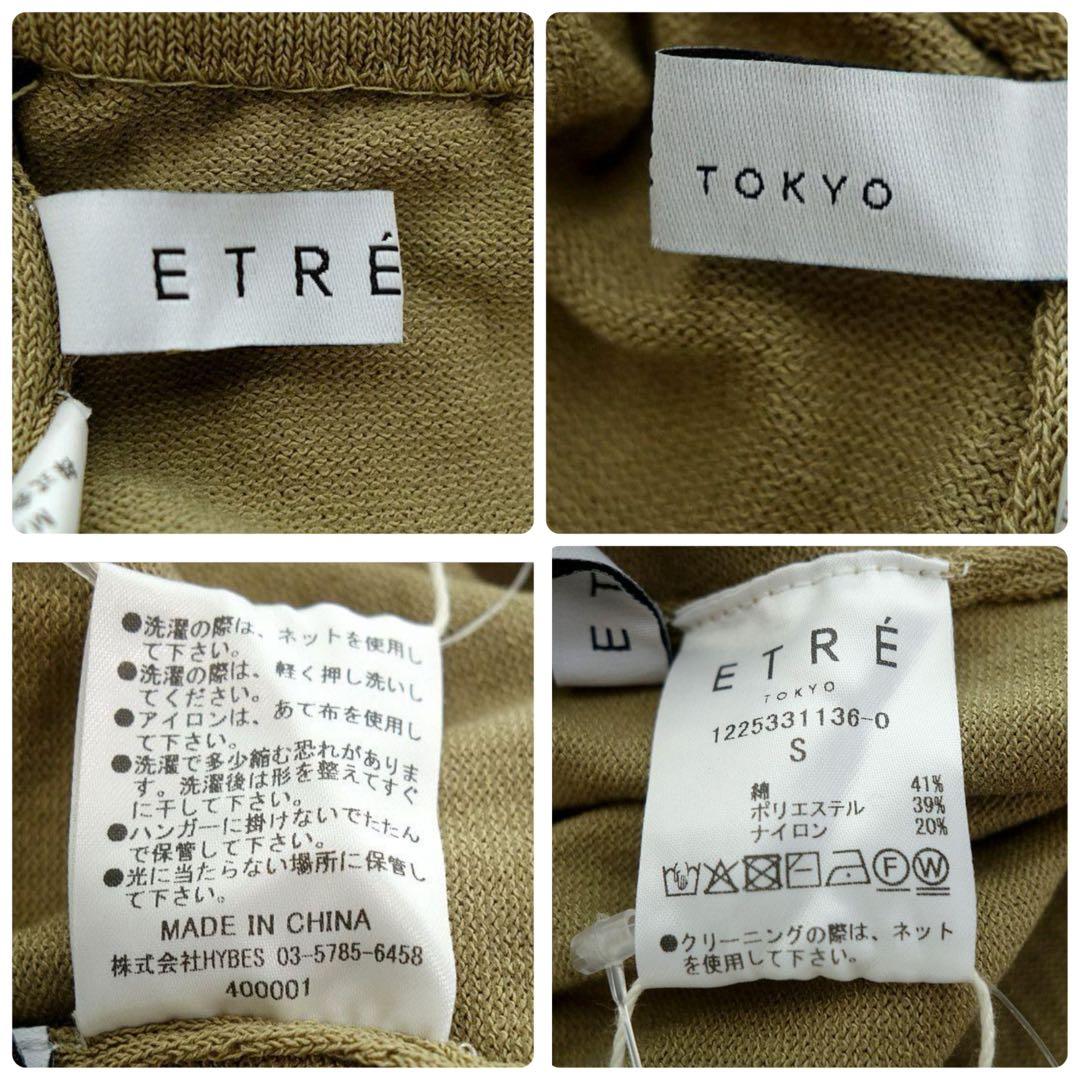 ETRÉ
TOKYO
●洗濯の際は、ネットを使用し
て下さい。
●洗濯の際は、軽く押し洗いし
てください。
●アイロンは、あて布を使用し
て下さい。
●洗濯で多少縮む恐れがありま
す。洗濯後は形を整えてすぐ
に干して下さい。
●ハンガーに掛けないでたたん
で保管して下さい。
●光に当たらない場所に保管し
て下さい。
MADE IN CHINA
株式会社HYBES 03-5785-6458
400001
ET
ETRÉ
TOKYO
1225331136-0
S
綿 41%
ポリエステル 39%
ナイロン 20%
F W
●クリーニングの際は、ネット
を使用して下さい。